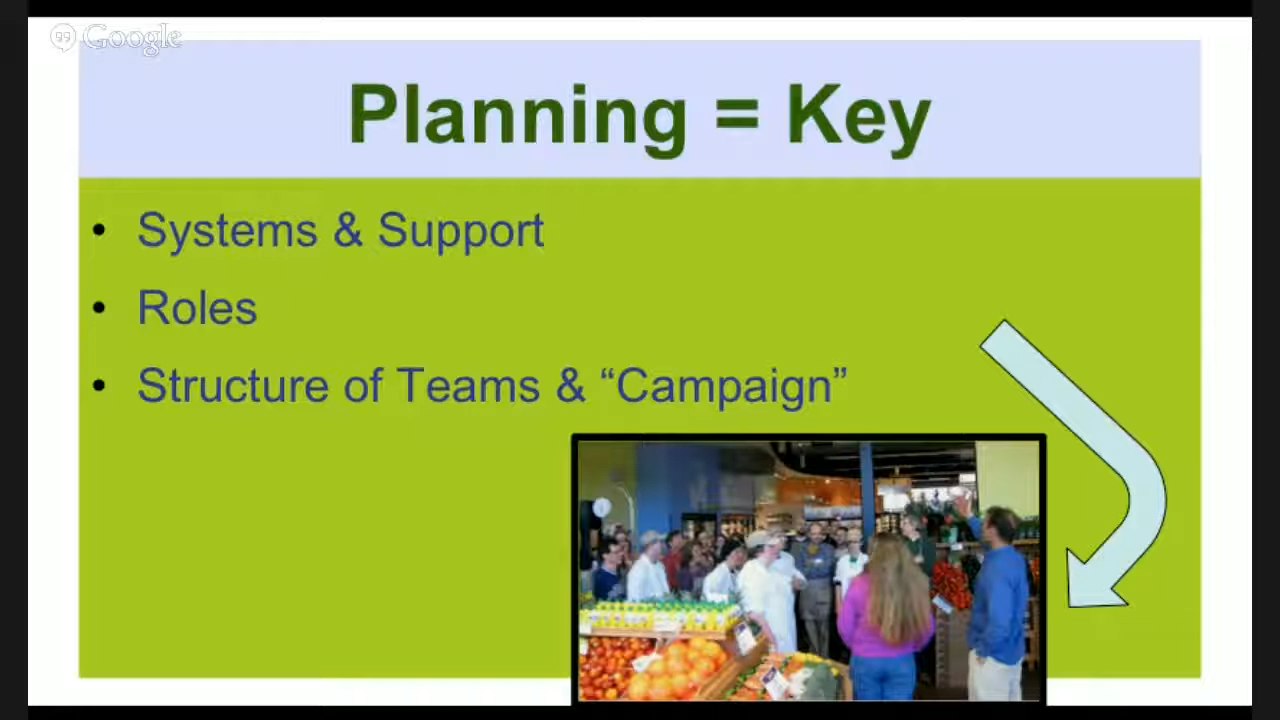 Google
Planning = Key
• Systems & Support
• Roles
• Structure of Teams & “Campaign”